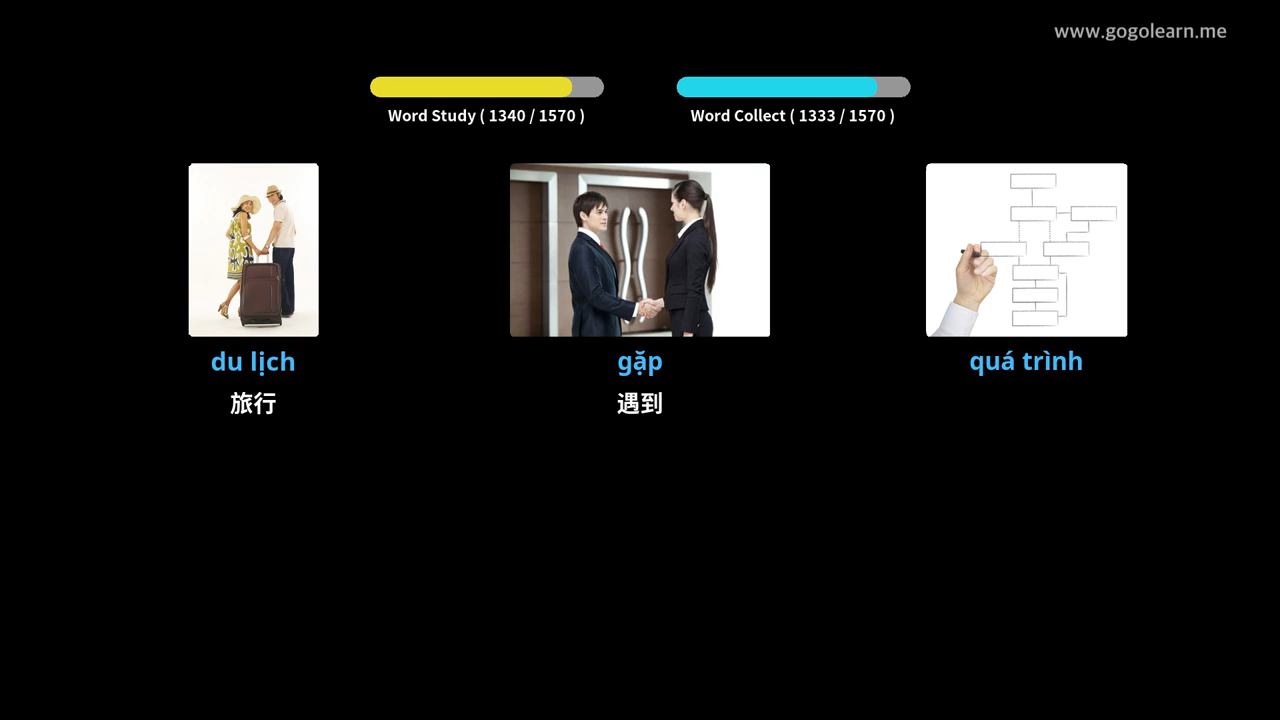 www.gogolearn.me
Word Study ( 1340 / 1570 )
Word Collect ( 1333 / 1570 )
du lịch
gặp
quá trình
旅行
遇到